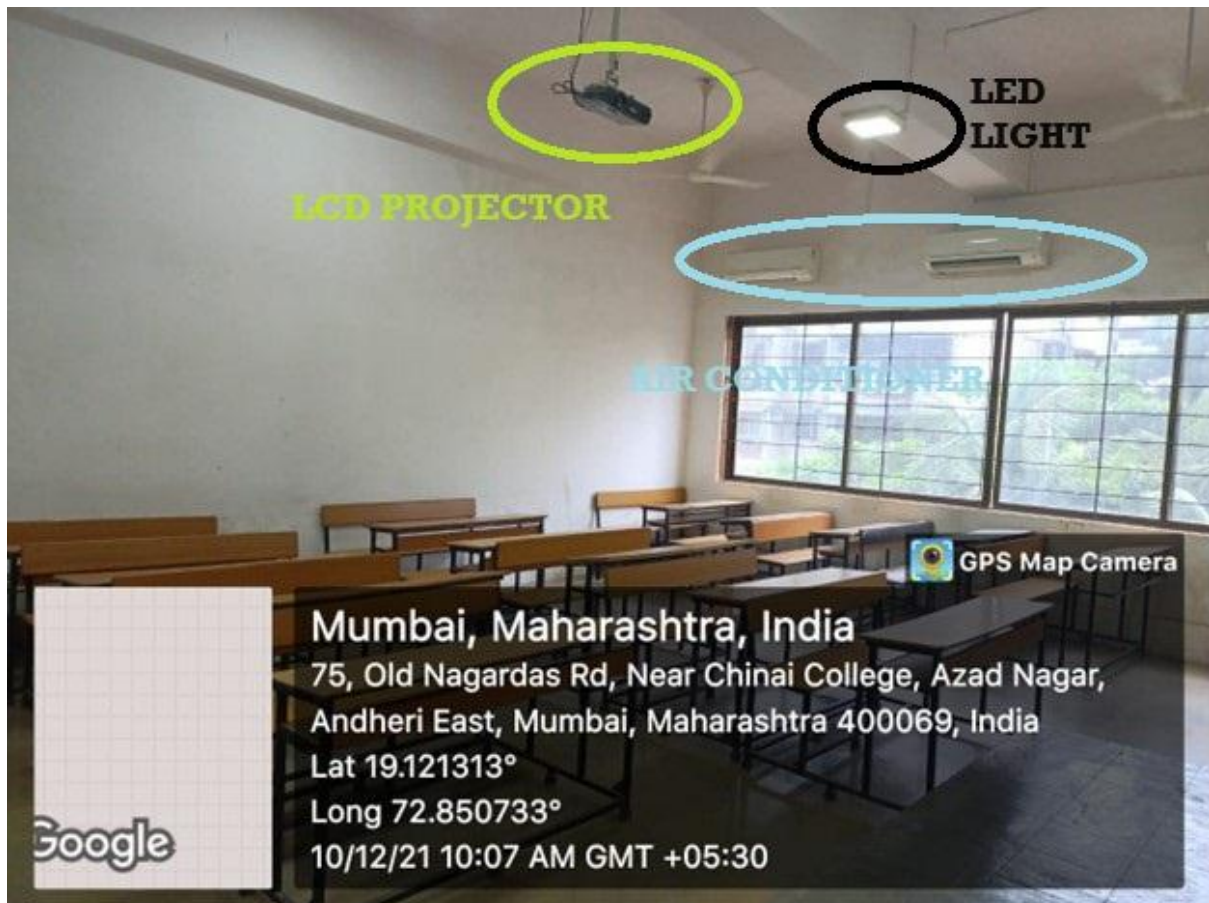 LED
LIGHT
LCD PROJECTOR
AIR CONDITIONER
GPS Map Camera
Mumbai, Maharashtra, India
75, Old Nagardas Rd, Near Chinai College, Azad Nagar,
Andheri East, Mumbai, Maharashtra 400069, India
Lat 19.121313°
Long 72.850733°
10/12/21 10:07 AM GMT +05:30
Google